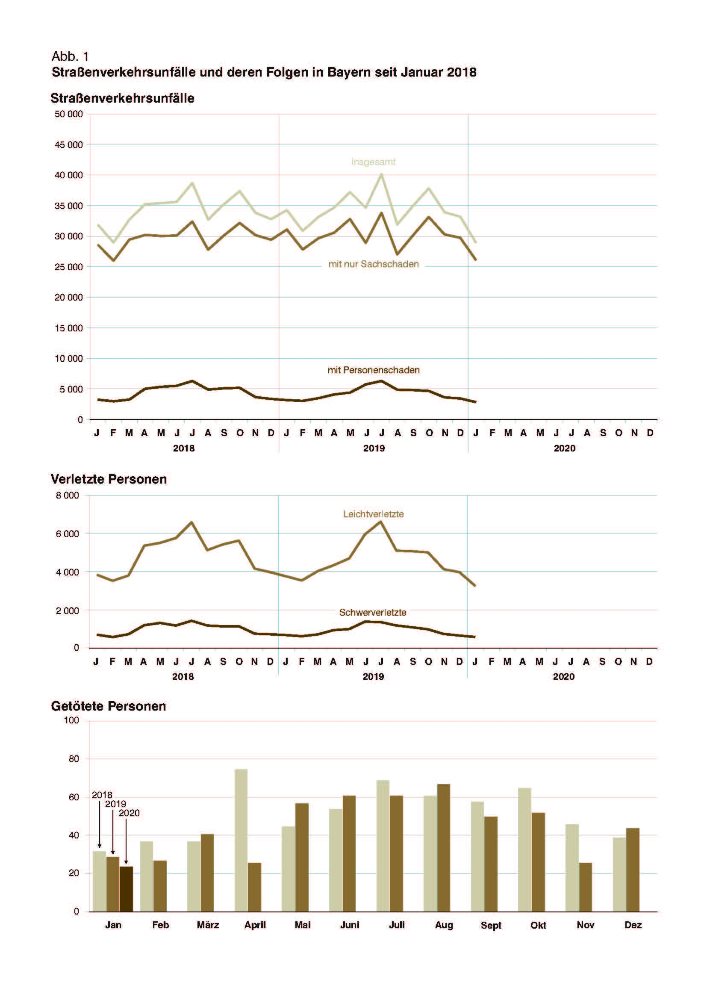 Abb. 1
Straßenverkehrsunfälle und deren Folgen in Bayern seit Januar 2018
Straßenverkehrsunfälle
50 000
45 000
insgesamt
40 000
35 000
30 000
mit nur Sachschaden
25 000
20 000
15 000
10 000
mit Personenschaden
5 000
0
J F M A M J J A S O N D J F M A M J J A S O N D J F M A M J J A S O N D
2018 2019 2020
Verletzte Personen
8 000
Leichtverletzte
6 000
4 000
2 000
Schwerverletzte
0
J F M A M J J A S O N D J F M A M J J A S O N D J F M A M J J A S O N D
2018 2019 2020
Getötete Personen
100
80
60
2018
2019
2020
40
20
0
Jan Feb März April Mai Juni Juli Aug Sept Okt Nov Dez